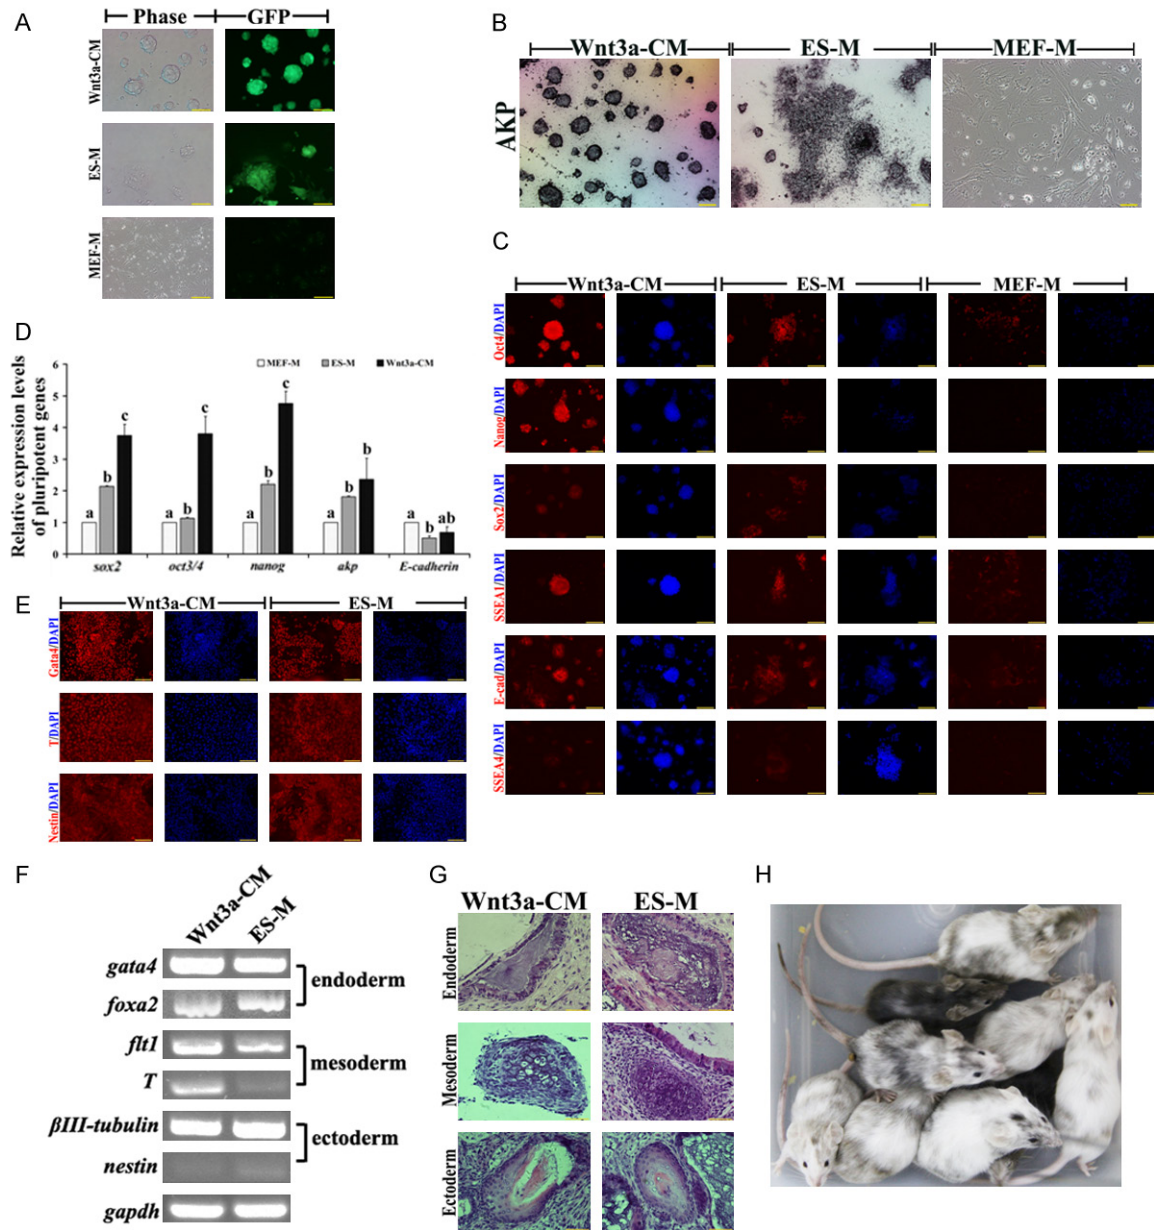 A
Phase
GFP
Wnt3a-CM
ES-M
MEF-M
B
Wnt3a-CM
ES-M
MEF-M
AKP
C
Wnt3a-CM
ES-M
MEF-M
Oct4/DAPI
Nanog/DAPI
Sox2/DAPI
SSEA1/DAPI
E-cad/DAPI
SSEA4/DAPI
D
Relative expression levels
of pluripotent genes
6
5
4
3
2
1
0
MEF-M
ES-M
Wnt3a-CM
a
b
c
a
b
c
a
b
c
a
b
b
a
b
ab
sox2
oct3/4
nanog
akp
E-cadherin
E
Wnt3a-CM
ES-M
Gata4/DAPI
T/DAPI
Nestin/DAPI
F
Wnt3a-CM
ES-M
gata4
foxa2
endoderm
flt1
T
mesoderm
βIII-tubulin
nestin
ectoderm
gapdh
G
Wnt3a-CM
ES-M
Endoderm
Mesoderm
Ectoderm
H